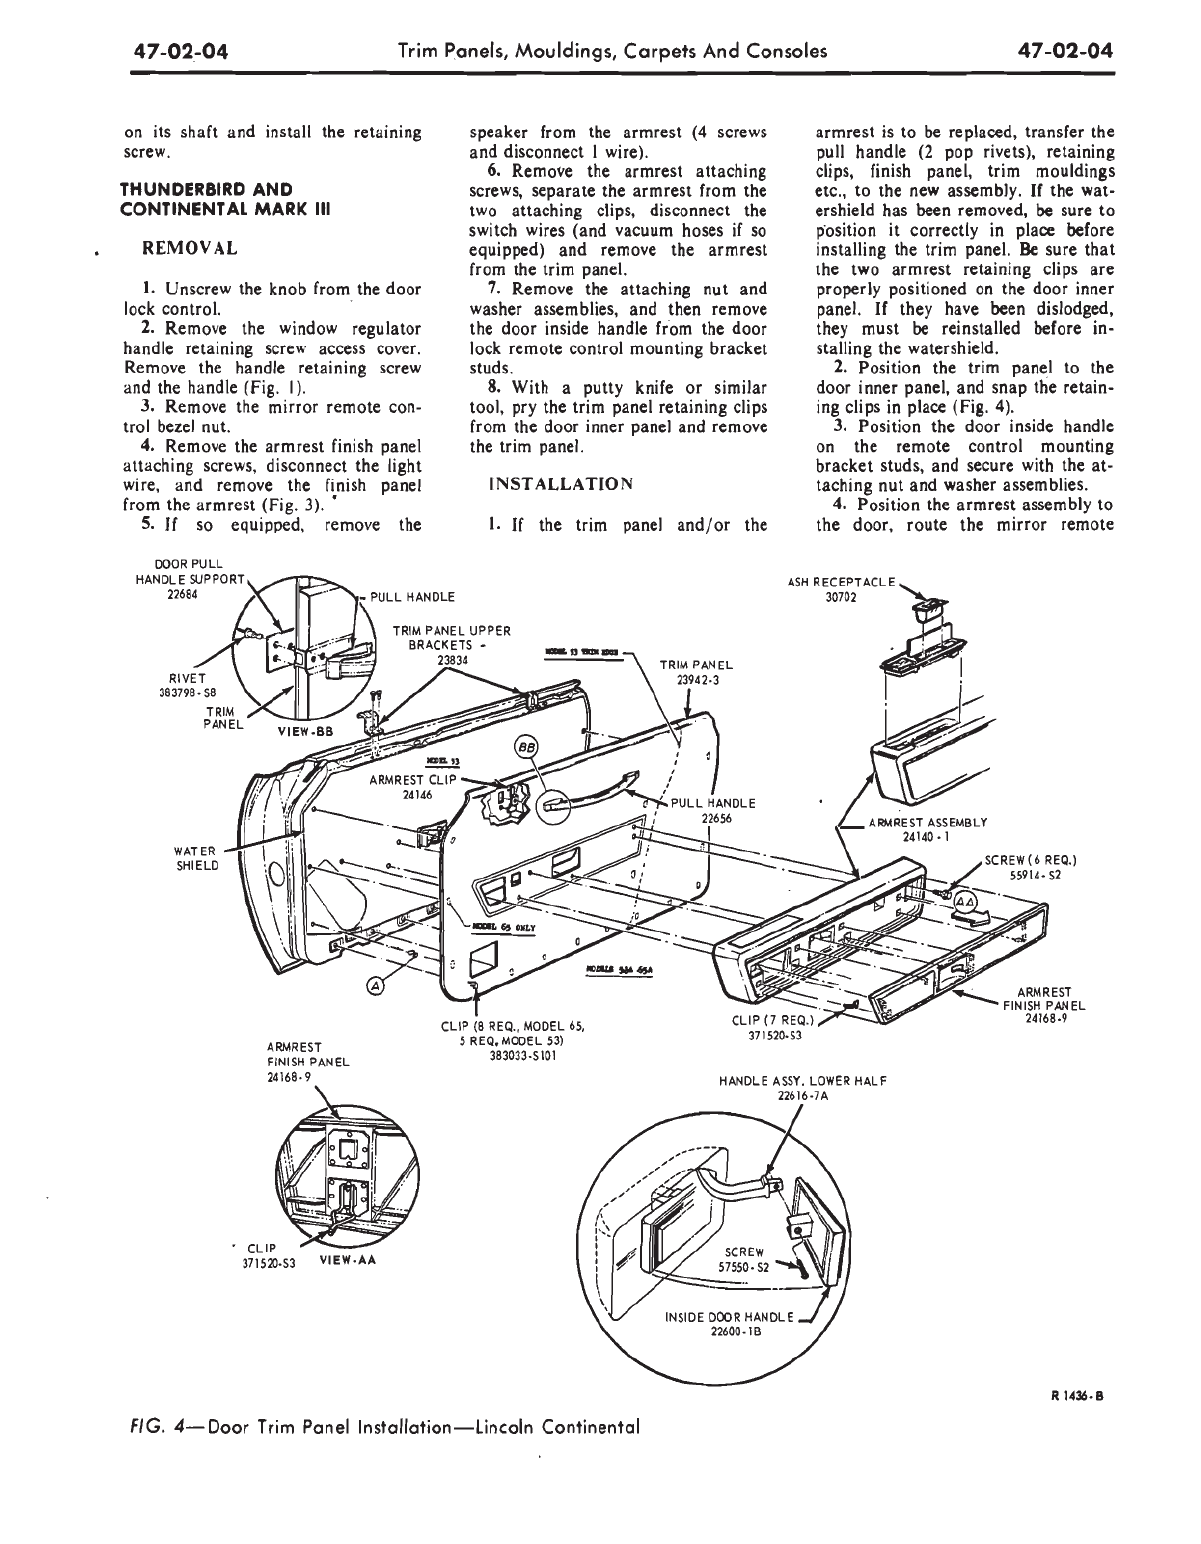 47-02-04
Trim Panels, Mouldings, Carpets And Consoles
47-02-04
on its shaft and install the retaining
screw.
THUNDERBIRD AND
CONTINENTAL MARK III
REMOVAL
1. Unscrew the knob from the door
lock control.
2. Remove the window regulator
handle retaining screw access cover.
Remove the handle retaining screw
and the handle (Fig. 1).
3. Remove the mirror remote con-
trol bezel nut.
4. Remove the armrest finish panel
attaching screws, disconnect the light
wire, and remove the finish panel
from the armrest (Fig. 3).
5. If so equipped, remove the
speaker from the armrest (4 screws
and disconnect 1 wire).
6. Remove the armrest attaching
screws, separate the armrest from the
two attaching clips, disconnect the
switch wires (and vacuum hoses if so
equipped) and remove the armrest
from the trim panel.
7. Remove the attaching nut and
washer assemblies, and then remove
the door inside handle from the door
lock remote control mounting bracket
studs.
8. With a putty knife or similar
tool, pry the trim panel retaining clips
from the door inner panel and remove
the trim panel.
INSTALLATION
1. If the trim panel and/or the
armrest is to be replaced, transfer the
pull handle (2 pop rivets), retaining
clips, finish panel, trim mouldings
etc., to the new assembly. If the wat-
ershield has been removed, be sure to
position it correctly in place before
installing the trim panel. Be sure that
the two armrest retaining clips are
properly positioned on the door inner
panel. If they have been dislodged,
they must be reinstalled before in-
stalling the watershield.
2. Position the trim panel to the
door inner panel, and snap the retain-
ing clips in place (Fig. 4).
3. Position the door inside handle
on the remote control mounting
bracket studs, and secure with the at-
taching nut and washer assemblies.
4. Position the armrest assembly to
the door, route the mirror remote
DOOR PULL
HANDLE SUPPORT
22684
PULL HANDLE
TRIM PANEL UPPER
BRACKETS -
23834
RIVET
383798-S8
TRIM
PANEL
VIEW-BB
MODEL 53 TRIM EDGE
TRIM PANEL
23942-3
ASH RECEPTACLE
30702
MODEL 53
BB
ARMREST CLIP
24146
PULL HANDLE
22656
ARMREST ASSEMBLY
24140-1
WATER
SHIELD
SCREW (6 REQ.)
55914-S2
AA
MODEL 65 ONLY
MODELS 53A 65A
A
CLIP (8 REQ., MODEL 65,
5 REQ, MODEL 53)
383033-S101
CLIP (7 REQ.)
371520-S3
ARMREST
FINISH PANEL
24168-9
ARMREST
FINISH PANEL
24168-9
CLIP
371520-S3
VIEW-AA
HANDLE ASSY. LOWER HALF
22616-7A
SCREW
57550-S2
INSIDE DOOR HANDLE
22600-1B
R 1436-B
FIG. 4—Door Trim Panel Installation—Lincoln Continental